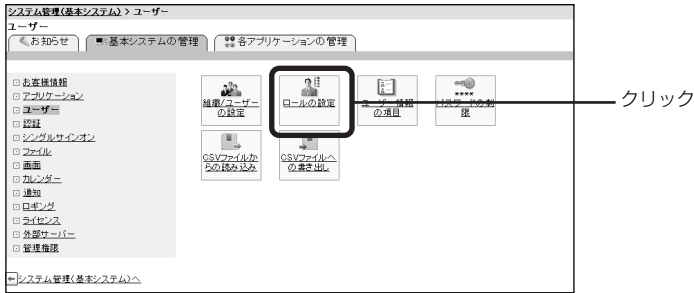 システム管理(基本システム) > ユーザー
ユーザー
お知らせ 基本システムの管理 各アプリケーションの管理
お客様情報
アプリケーション
ユーザー
認証
シングルサインオン
ファイル
画面
カレンダー
通知
ロギング
ライセンス
外部サーバー
管理権限
組織/ユーザー
の設定
ロールの設定
ユーザー情報
の項目
パスワードの制
限
CSVファイルか
らの読み込み
CSVファイルへ
の書き出し
クリック
システム管理(基本システム)へ